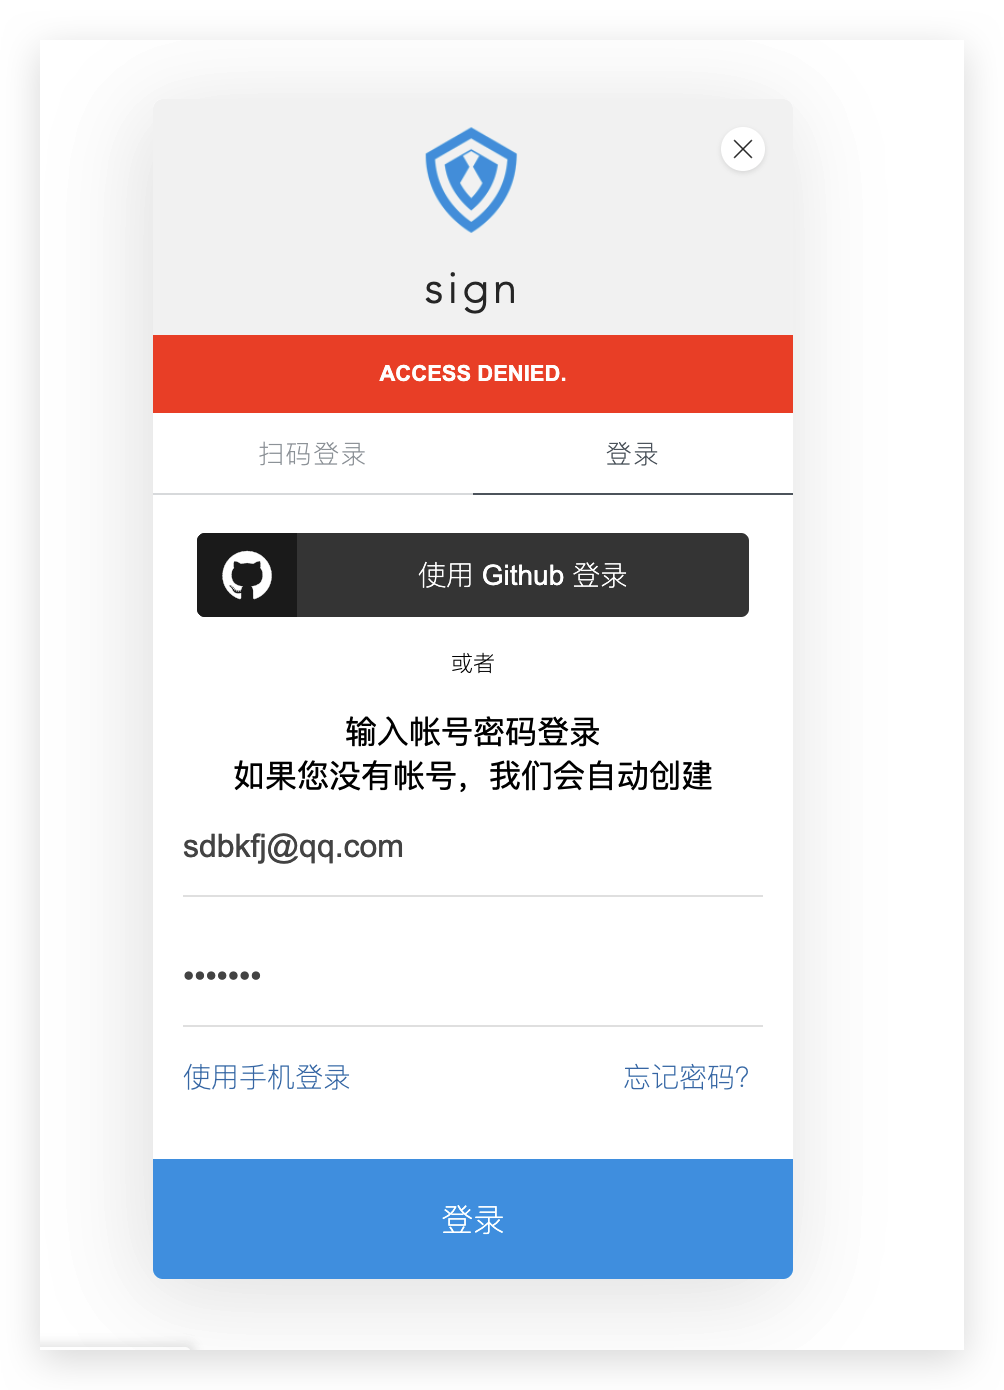 sign
ACCESS DENIED.
扫码登录
登录
使用 Github 登录
或者
输入帐号密码登录
如果您没有帐号，我们会自动创建
sdbkfj@qq.com
•••••••
使用手机登录
忘记密码?
登录